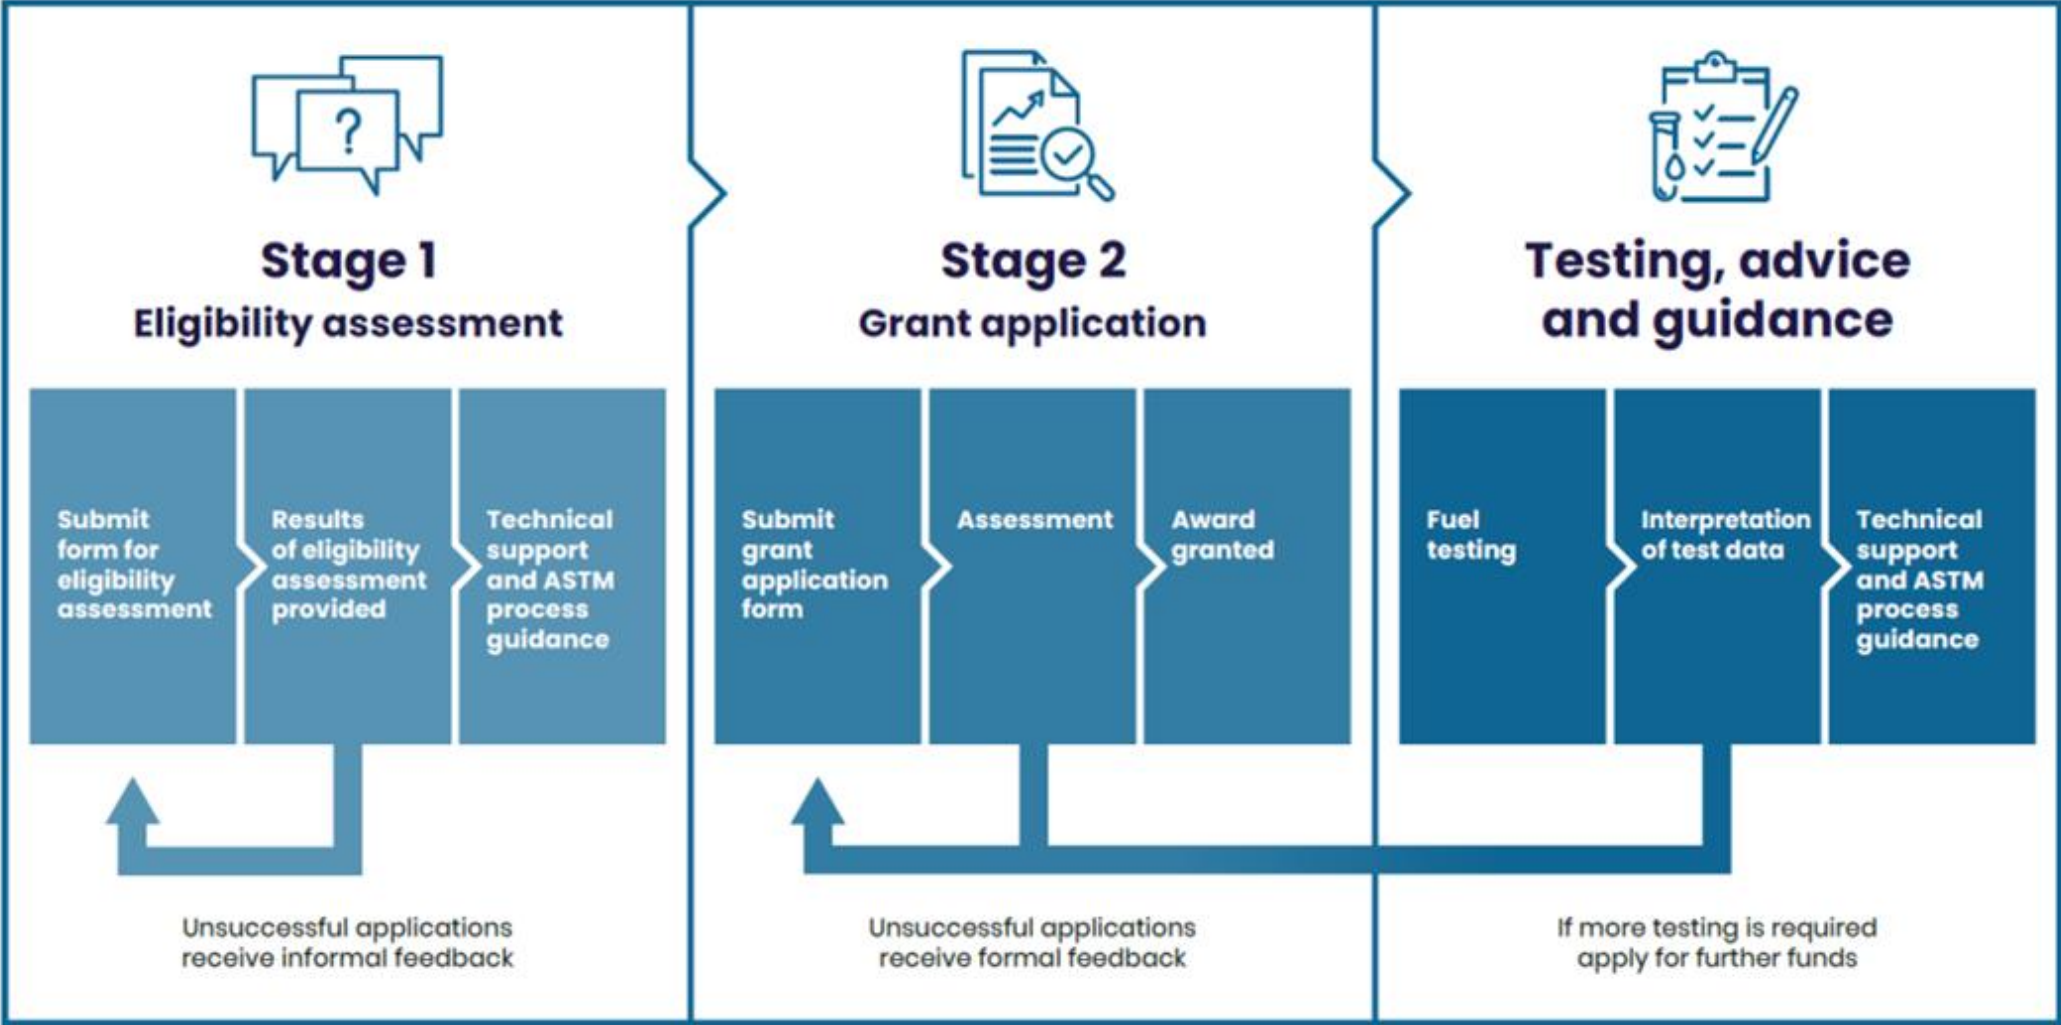 ?
Stage 1
Eligibility assessment
Submit
form for
eligibility
assessment
Results
of eligibility
assessment
provided
Technical
support
and ASTM
process
guidance
Unsuccessful applications
receive informal feedback
Stage 2
Grant application
Submit
grant
application
form
Assessment
Award
granted
Unsuccessful applications
receive formal feedback
Testing, advice
and guidance
Fuel
testing
Interpretation
of test data
Technical
support
and ASTM
process
guidance
If more testing is required
apply for further funds